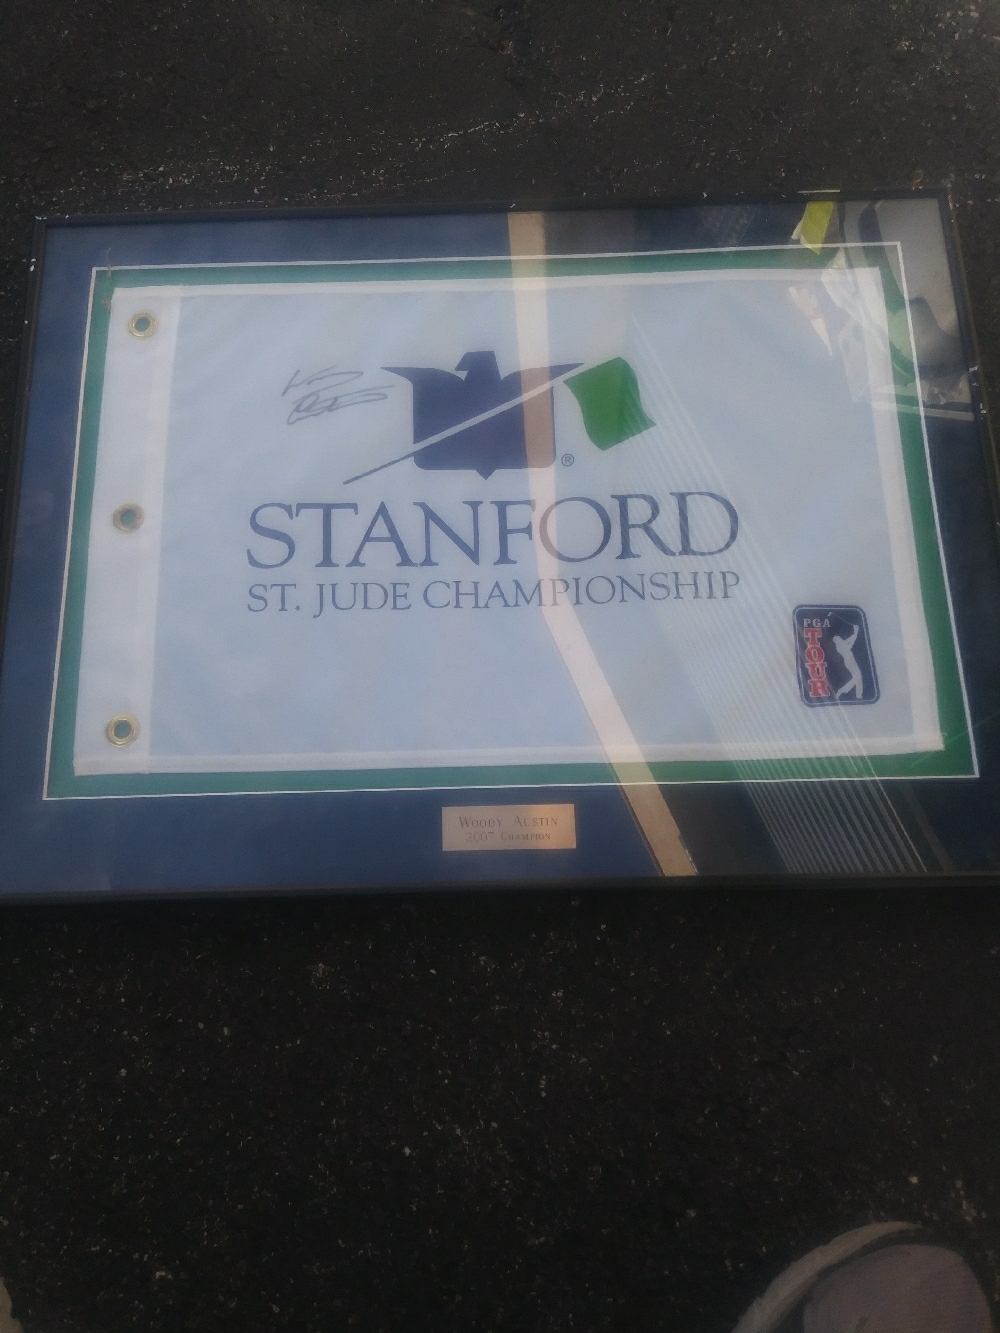 ®
STANFORD
ST. JUDE CHAMPIONSHIP
PGA
TOUR
WOODY AUSTIN
2007 CHAMPION